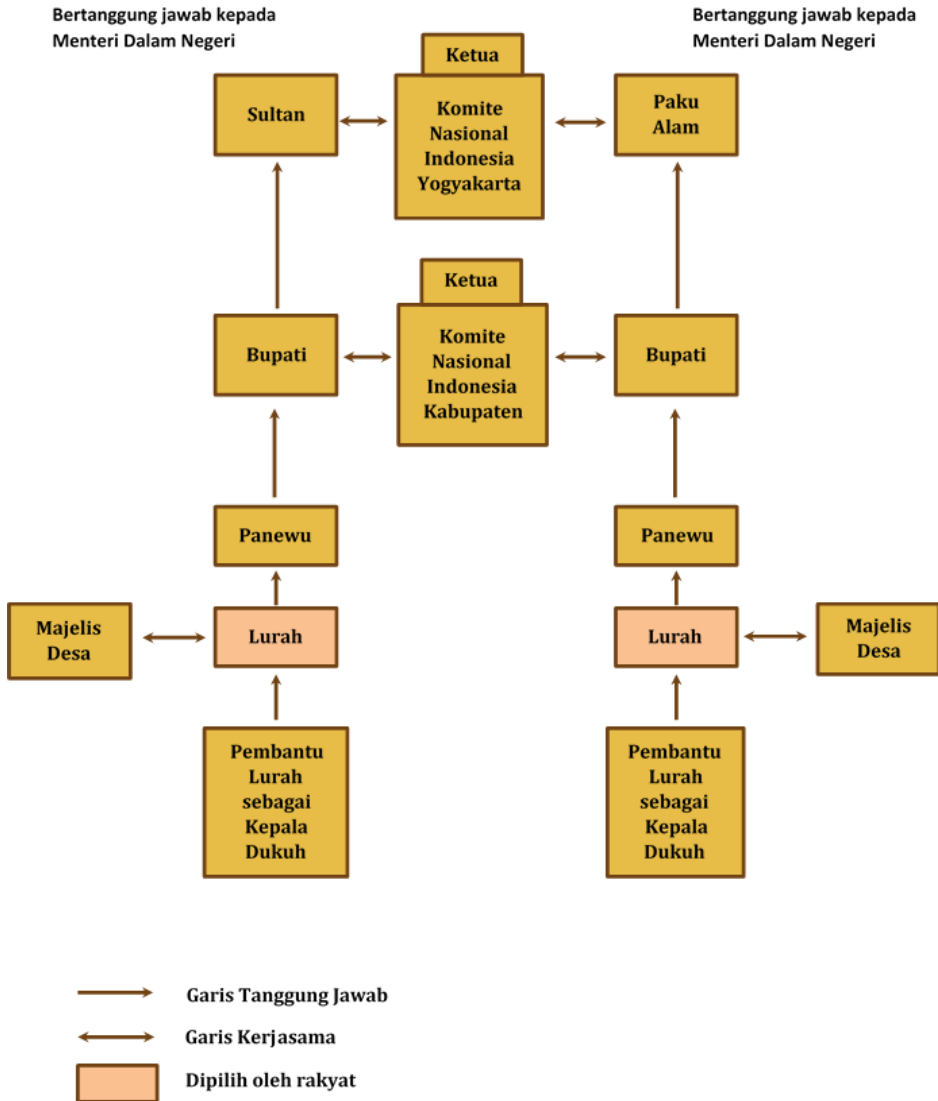 Bertanggung jawab kepada
Menteri Dalam Negeri
Bertanggung jawab kepada
Menteri Dalam Negeri
Ketua
Sultan
Komite
Nasional
Indonesia
Yogyakarta
Paku
Alam
Ketua
Bupati
Komite
Nasional
Indonesia
Kabupaten
Bupati
Panewu
Panewu
Majelis
Desa
Lurah
Lurah
Majelis
Desa
Pembantu
Lurah
sebagai
Kepala
Dukuh
Pembantu
Lurah
sebagai
Kepala
Dukuh
Garis Tanggung Jawab
Garis Kerjasama
Dipilih oleh rakyat